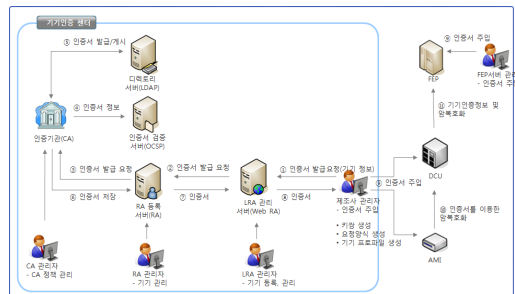 기기인증 센터
⑤ 인증서 발급/게시
디렉토리
서버(LDAP)
④ 인증서 정보
인증서 검증
서버(OCSP)
인증기관(CA)
③ 인증서 발급 요청
② 인증서 발급 요청
① 인증서 발급요청(기기 정보)
⑥ 인증서 저장
RA 등록
서버(RA)
⑦ 인증서
LRA 관리
서버(Web RA)
⑧ 인증서
제조사 관리자
- 인증서 주입
• 키쌍 생성
• 요청양식 생성
• 기기 프로파일 생성
CA 관리자
- CA 정책 관리
RA 관리자
- 기기 관리
LRA 관리자
- 기기 등록, 관리
⑨ 인증서 주입
FEP
FEP서버 관리
- 인증서 주
⑪ 기기인증정보 및
암복호화
DCU
⑨ 인증서 주입
⑩ 인증서를 이용한
암복호화
AMI